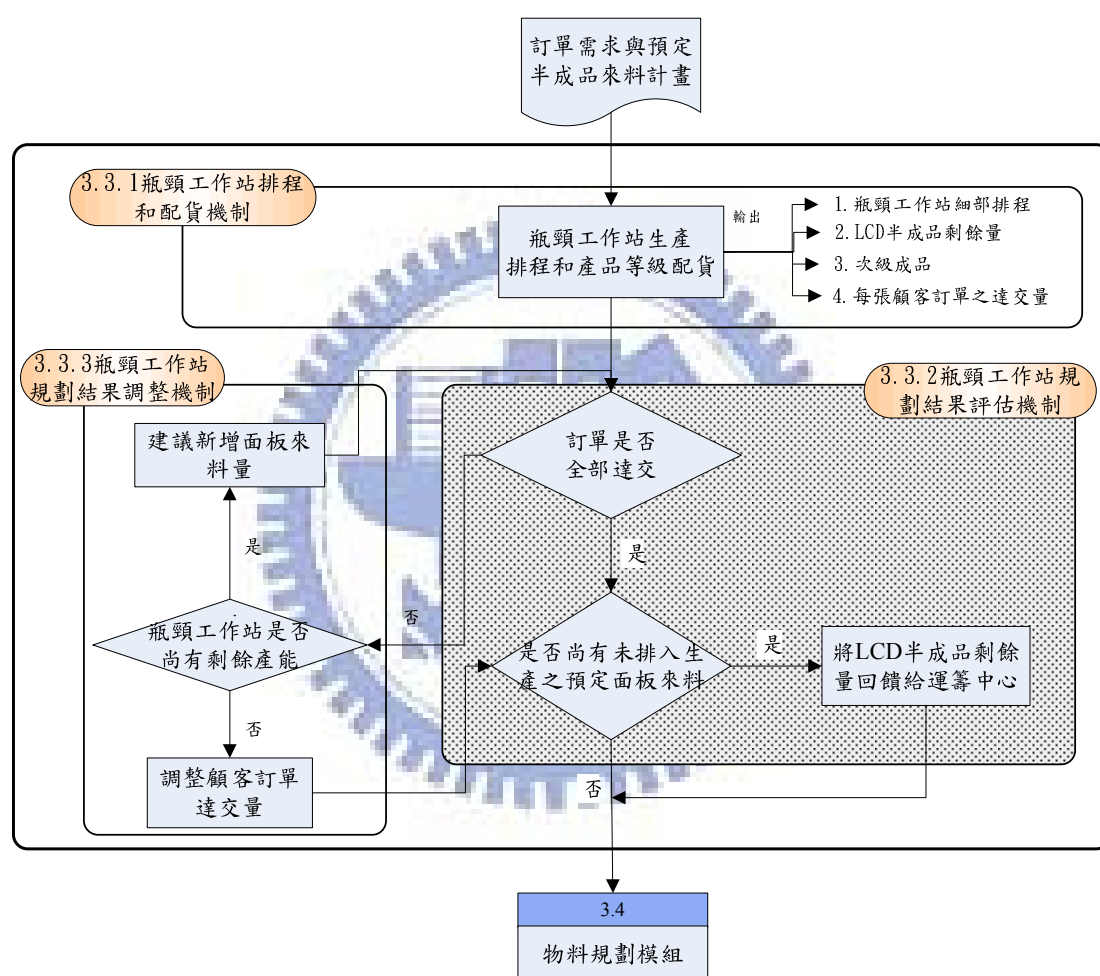 訂單需求與預定
半成品來料計畫
3.3.1瓶頸工作站排程
和配貨機制
瓶頸工作站生產
排程和產品等級配貨
輸出
1.瓶頸工作站細部排程
2.LCD半成品剩餘量
3.次級成品
4.每張顧客訂單之達交量
3.3.3瓶頸工作站
規劃結果調整機制
3.3.2瓶頸工作站規
劃結果評估機制
建議新增面板來
料量
訂單是否
全部達交
是
是
否
瓶頸工作站是否
尚有剩餘產能
是否尚有未排入生
產之預定面板來料
是
將LCD半成品剩餘
量回饋給運籌中心
否
調整顧客訂單
達交量
否
3.4
物料規劃模組